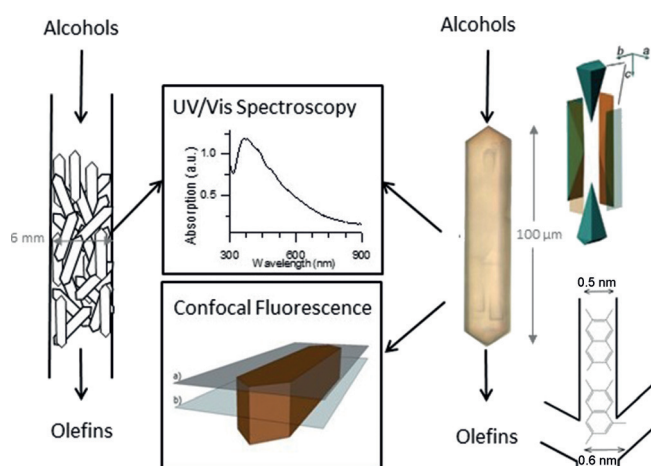 Alcohols
6 mm
Olefins
UV/Vis Spectroscopy
Absorption (a.u.)
1.0
0.5
300
600
900
Wavelength (nm)
Confocal Fluorescence
a)
b)
Alcohols
100 µm
Olefins
b
a
c
0.5 nm
0.6 nm